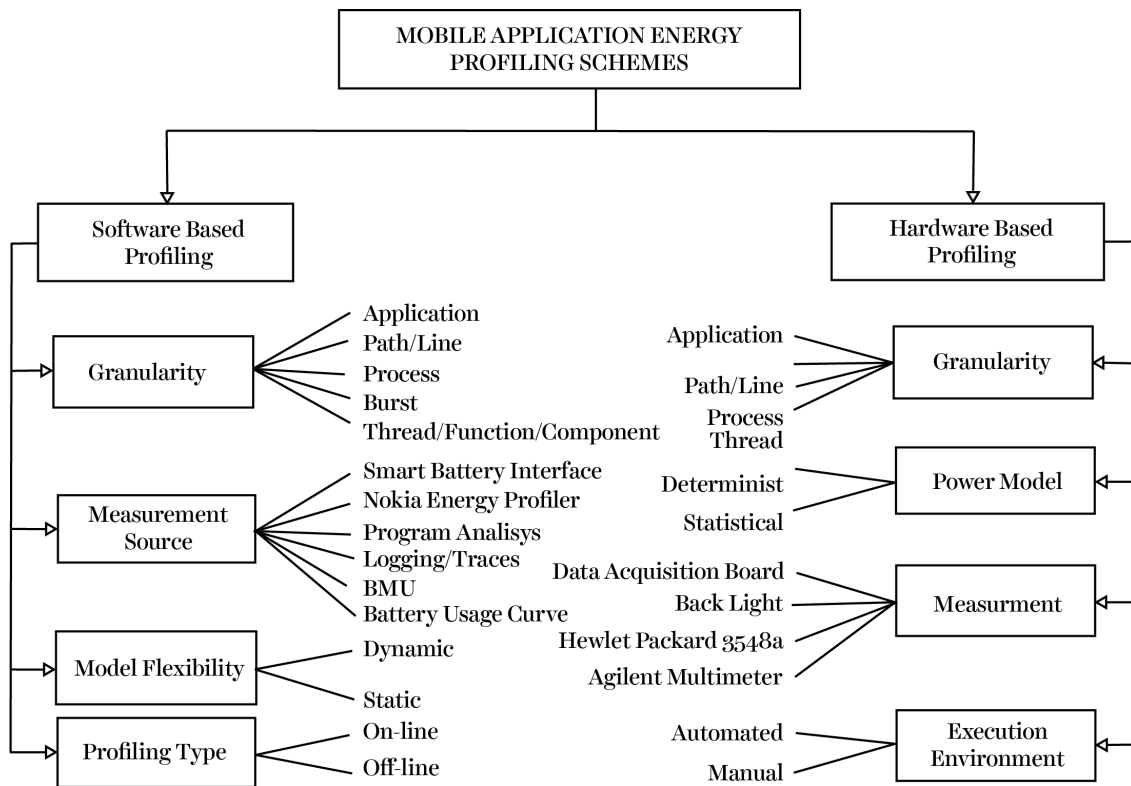 MOBILE APPLICATION ENERGY
PROFILING SCHEMES
Software Based
Profiling
Granularity
Application
Path/Line
Process
Burst
Thread/Function/Component
Measurement
Source
Smart Battery Interface
Nokia Energy Profiler
Program Analisys
Logging/Traces
BMU
Battery Usage Curve
Model Flexibility
Dynamic
Static
Profiling Type
On-line
Off-line
Hardware Based
Profiling
Application
Path/Line
Process
Thread
Granularity
Determinist
Statistical
Power Model
Data Acquisition Board
Back Light
Hewlet Packard 3548a
Agilent Multimeter
Measurment
Automated
Manual
Execution
Environment